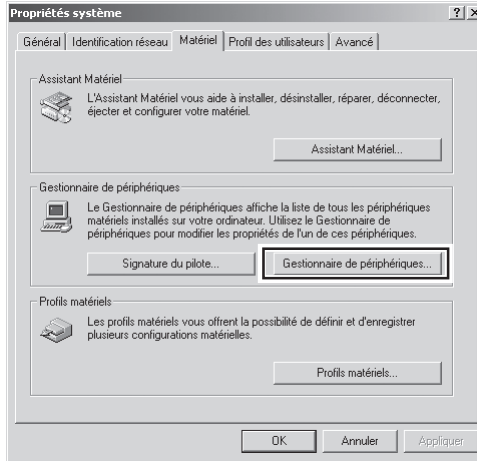 Propriétés système
Général
Identification réseau
Matériel
Profil des utilisateurs
Avancé
Assistant Matériel
L'Assistant Matériel vous aide à installer, désinstaller, réparer, déconnecter,
éjecter et configurer votre matériel.
Assistant Matériel...
Gestionnaire de périphériques
Le Gestionnaire de périphériques affiche la liste de tous les périphériques
matériels installés sur votre ordinateur. Utilisez le Gestionnaire de
périphériques pour modifier les propriétés de l'un de ces périphériques.
Signature du pilote...
Gestionnaire de périphériques...
Profils matériels
Les profils matériels vous offrent la possibilité de définir et d'enregistrer
plusieurs configurations matérielles.
Profils matériels...
OK
Annuler
Appliquer